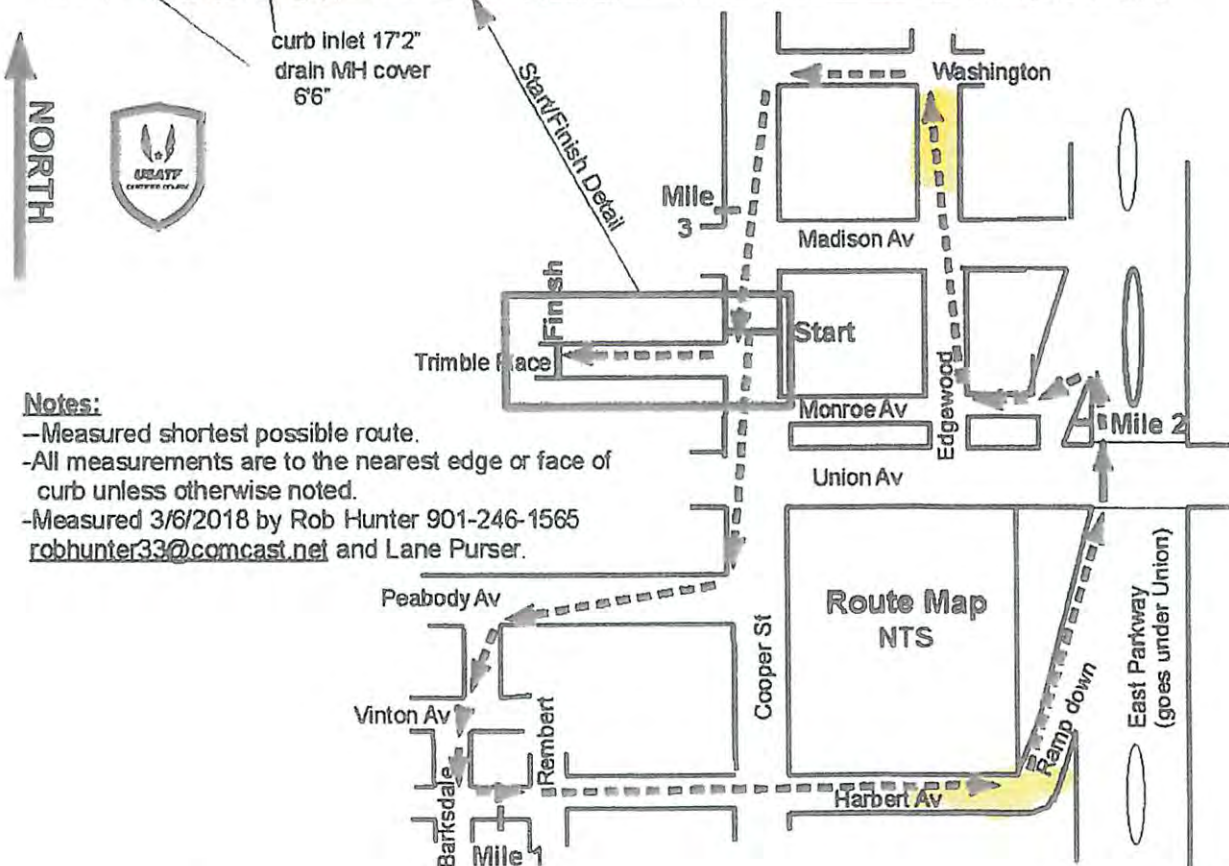 curb inlet 17'2"
drain MH cover
6'6"
NORTH
USATF
CERTIFIED COURSE
Start/Finish Detail
Washington
Mile
3
Madison Av
Finish
Start
Trimble Place
Edgewood
Monroe Av
Mile 2
Union Av
Notes:
--Measured shortest possible route.
-All measurements are to the nearest edge or face of
curb unless otherwise noted.
-Measured 3/6/2018 by Rob Hunter 901-246-1565
robhunter33@comcast.net and Lane Purser.
Peabody Av
Cooper St
Route Map
NTS
East Parkway
(goes under Union)
Ramp down
Vinton Av
Rembert
Barksdale
Harbert Av
Mile 1